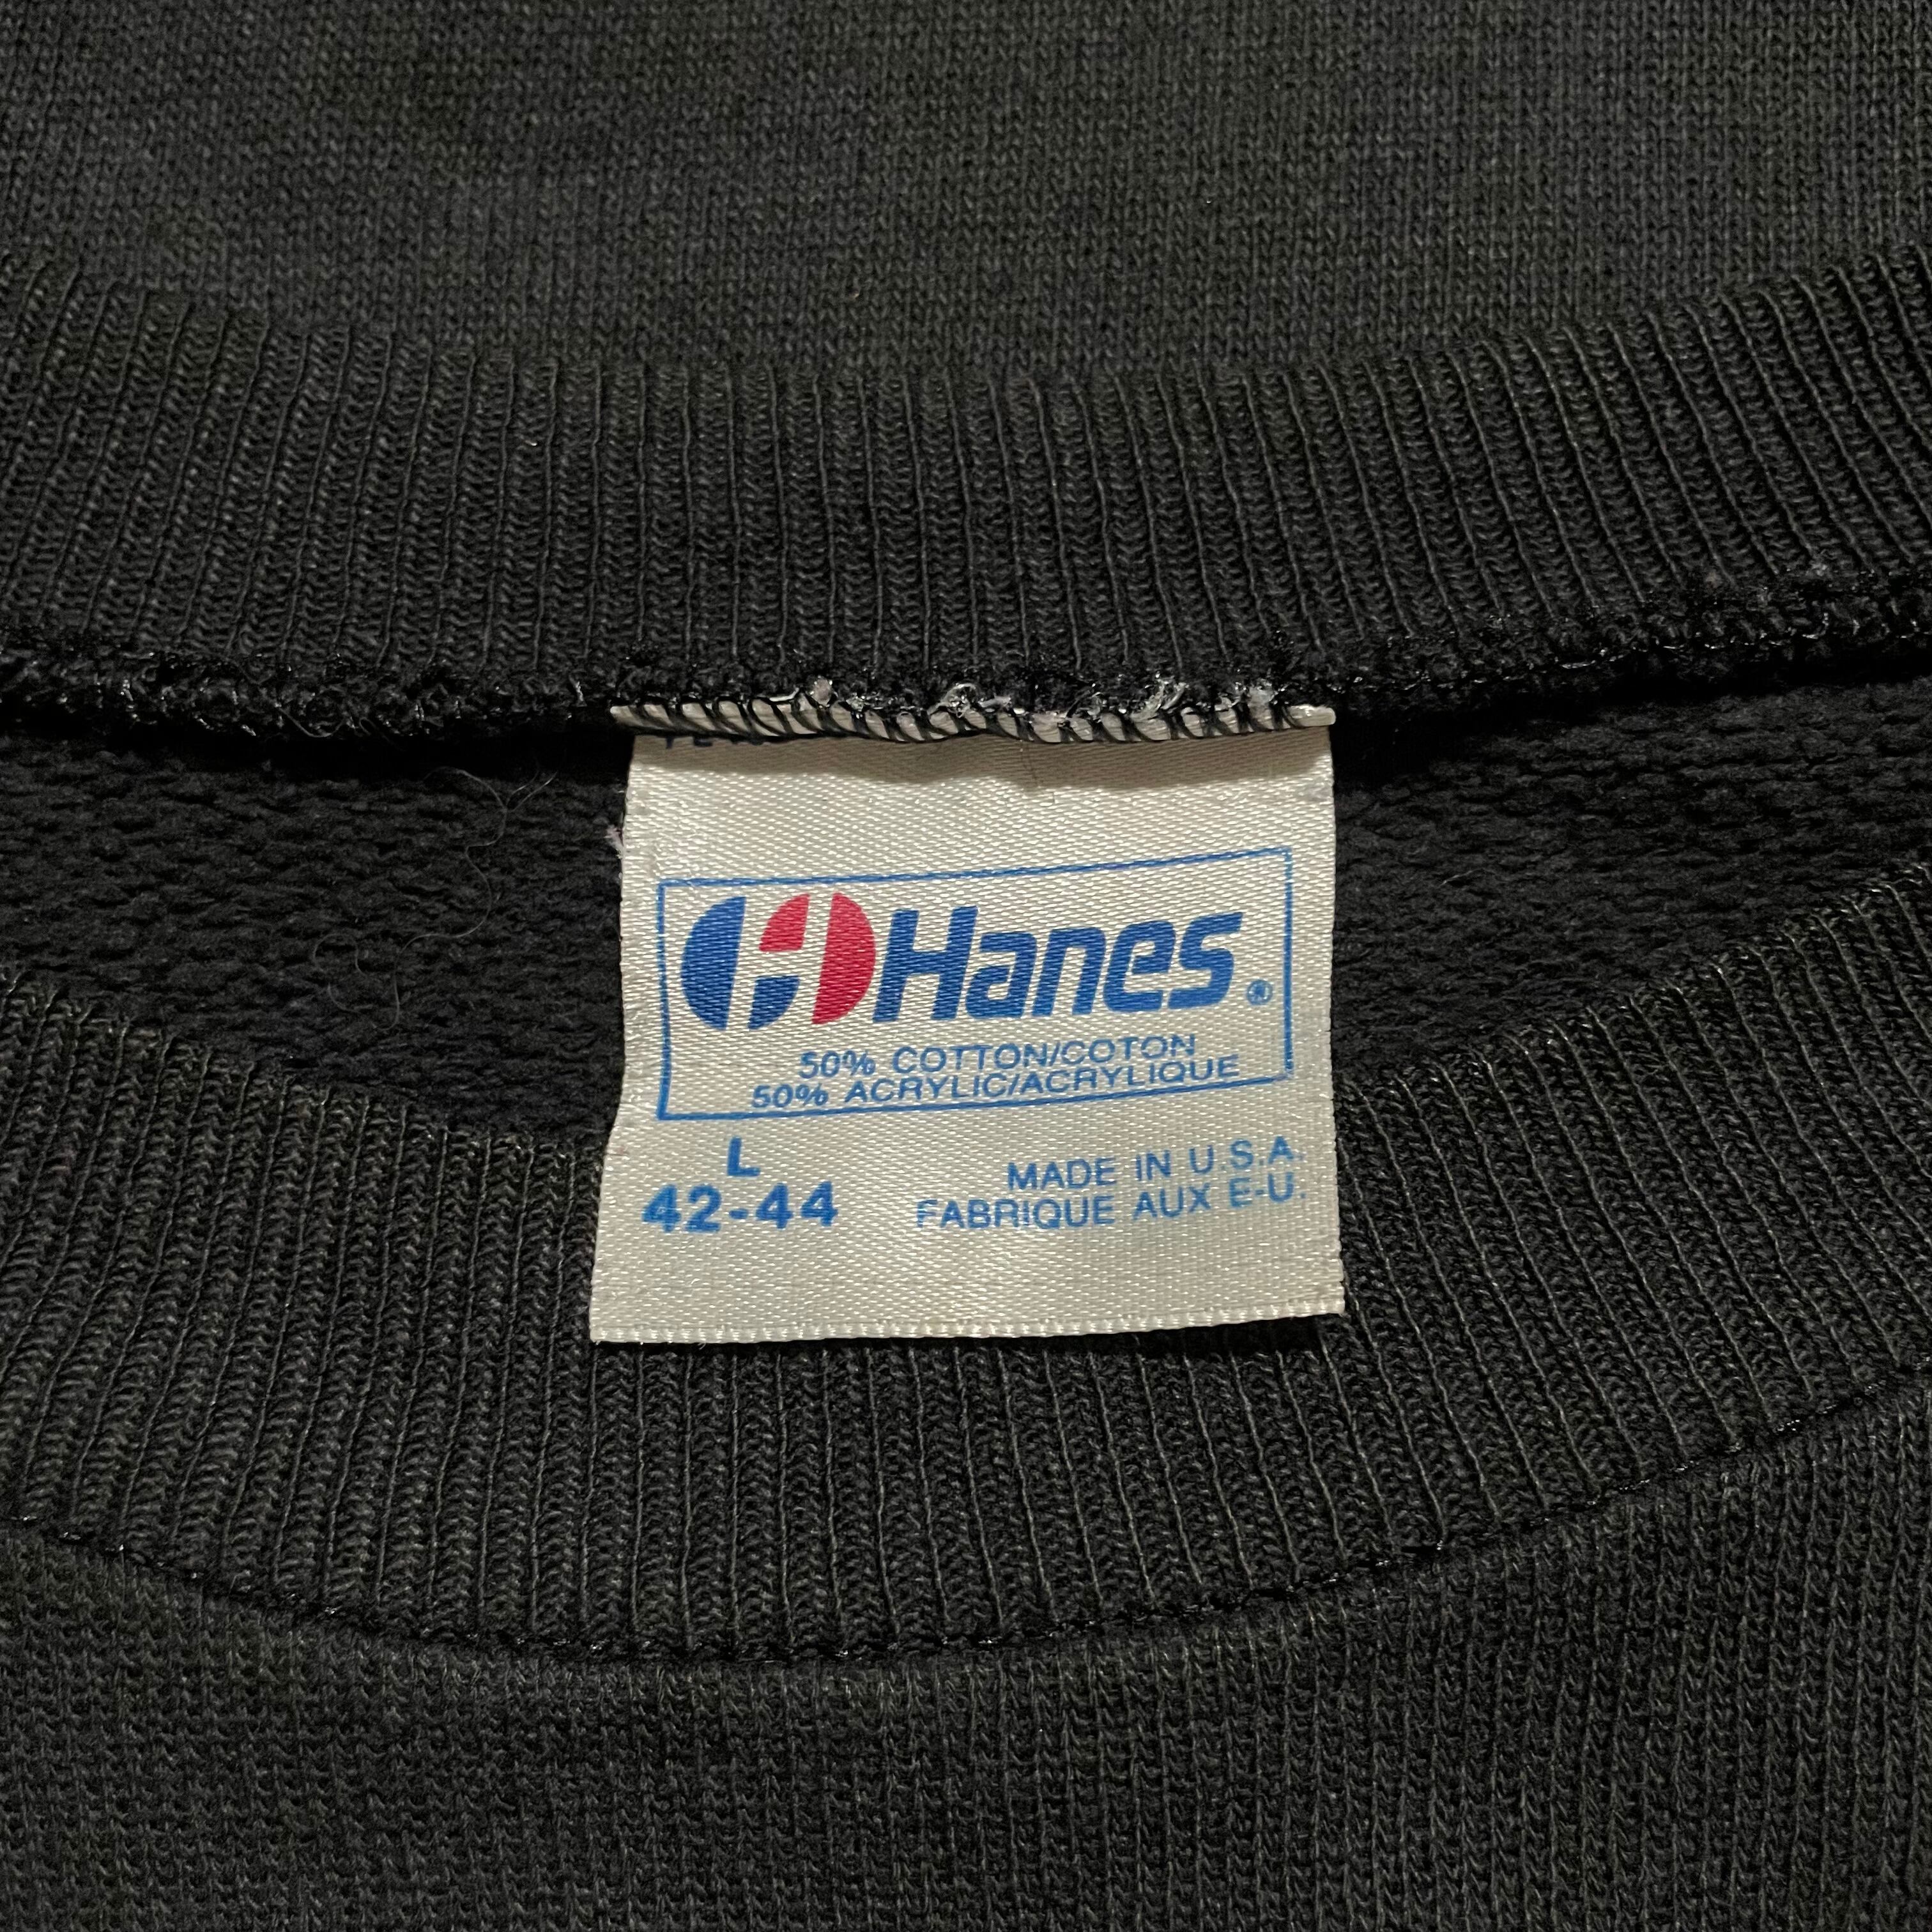 Hanes®
50% COTTON/COTON
50% ACRYLIC/ACRYLIQUE
L
42-44
MADE IN U.S.A.
FABRIQUE AUX E-U.